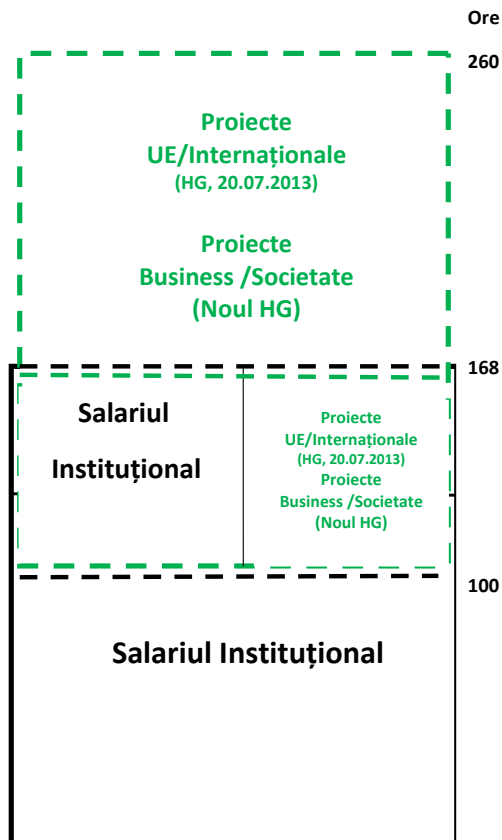 Ore
260
Proiecte
UE/Internaționale
(HG, 20.07.2013)
Proiecte
Business /Societate
(Noul HG)
168
Salariul
Instituțional
Proiecte
UE/Internaționale
(HG, 20.07.2013)
Proiecte
Business /Societate
(Noul HG)
100
Salariul Instituțional